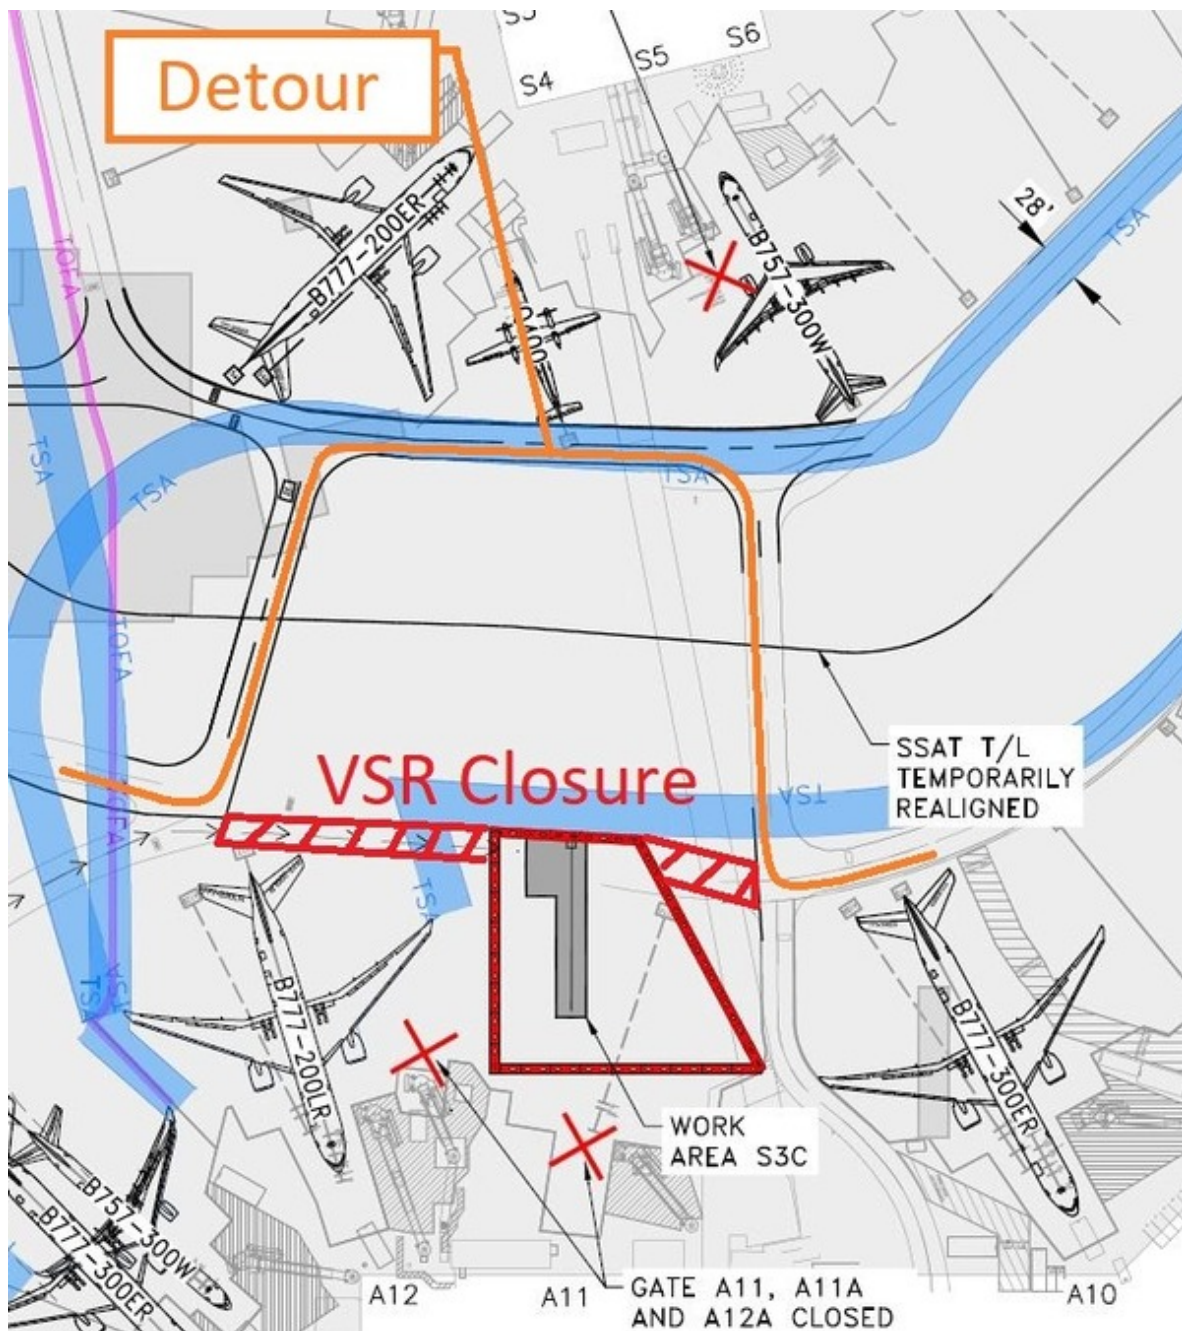 S5
S6
S4
Detour
28'
TSA
B777-200ER
B757-300W
TOFA
TSA
TSA
TSA
TOFA
SSAT T/L
TEMPORARILY
REALIGNED
VSR Closure
TSA
TOFA
TSA
TSA
TSA
B777-200LR
B777-300ER
WORK
AREA S3C
B757-300W
B777-300ER
A12
A11
GATE A11, A11A
AND A12A CLOSED
A10